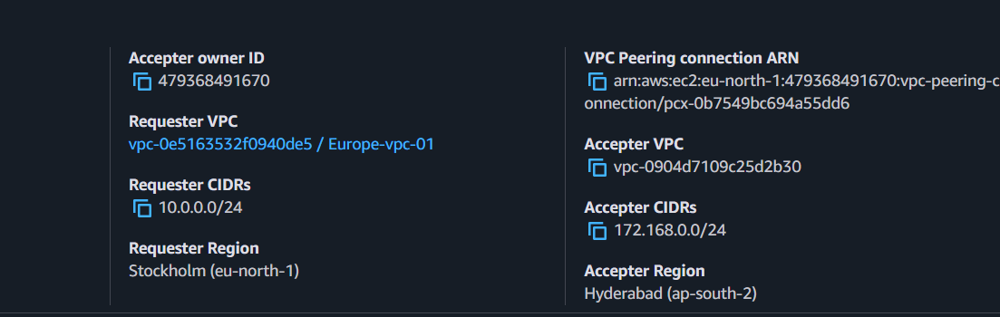 Accepter owner ID
479368491670
Requester VPC
vpc-0e5163532f0940de5 / Europe-vpc-01
Requester CIDRs
10.0.0.0/24
Requester Region
Stockholm (eu-north-1)
VPC Peering connection ARN
arn:aws:ec2:eu-north-1:479368491670:vpc-peering-c
onnection/pcx-0b7549bc694a55dd6
Accepter VPC
vpc-0904d7109c25d2b30
Accepter CIDRs
172.168.0.0/24
Accepter Region
Hyderabad (ap-south-2)